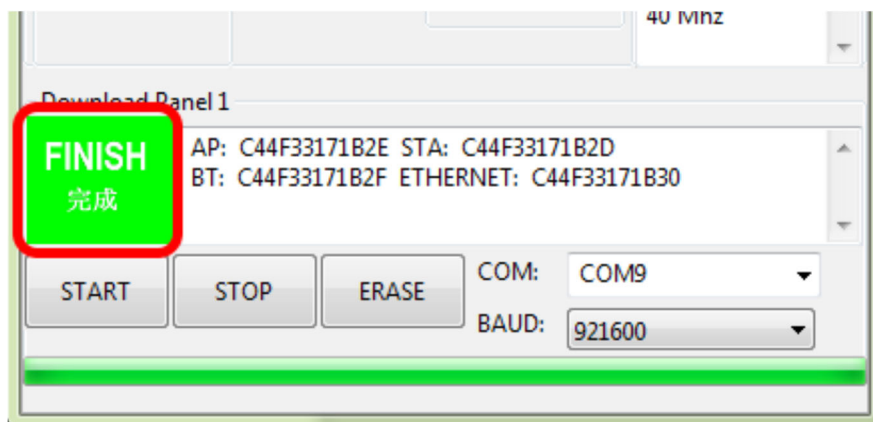 40 Mhz
Download Panel 1
FINISH
完成
AP: C44F33171B2E STA: C44F33171B2D
BT: C44F33171B2F ETHERNET: C44F33171B30
START
STOP
ERASE
COM:
COM9
BAUD:
921600